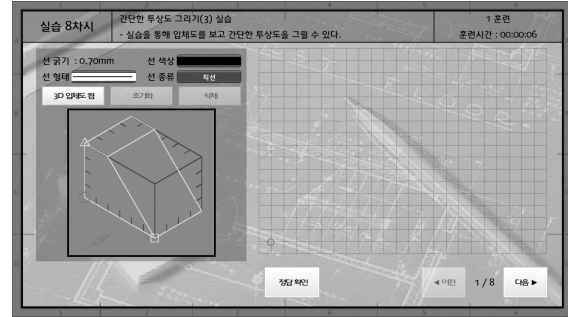 실습 8차시
간단한 투상도 그리기(3) 실습
- 실습을 통해 입체도를 보고 간단한 투상도를 그릴 수 있다.
1 훈련
훈련시간 : 00:00:06
선 굵기 : 0.70mm 선 색상
선 형태 선 종류 직선
3D 입체도 컴 초기화 삭제
정답 확인
◀ 이전 1 / 8 다음 ▶